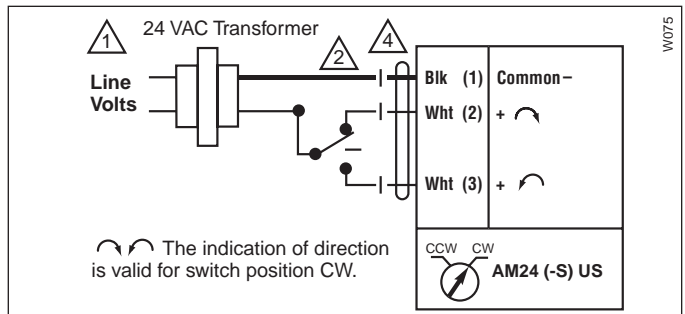 W075
1 24 VAC Transformer 2 4
Line
Volts
Blk (1) Common–
Wht (2) +
Wht (3) +
The indication of direction
is valid for switch position CW.
CCW CW
AM24 (-S) US